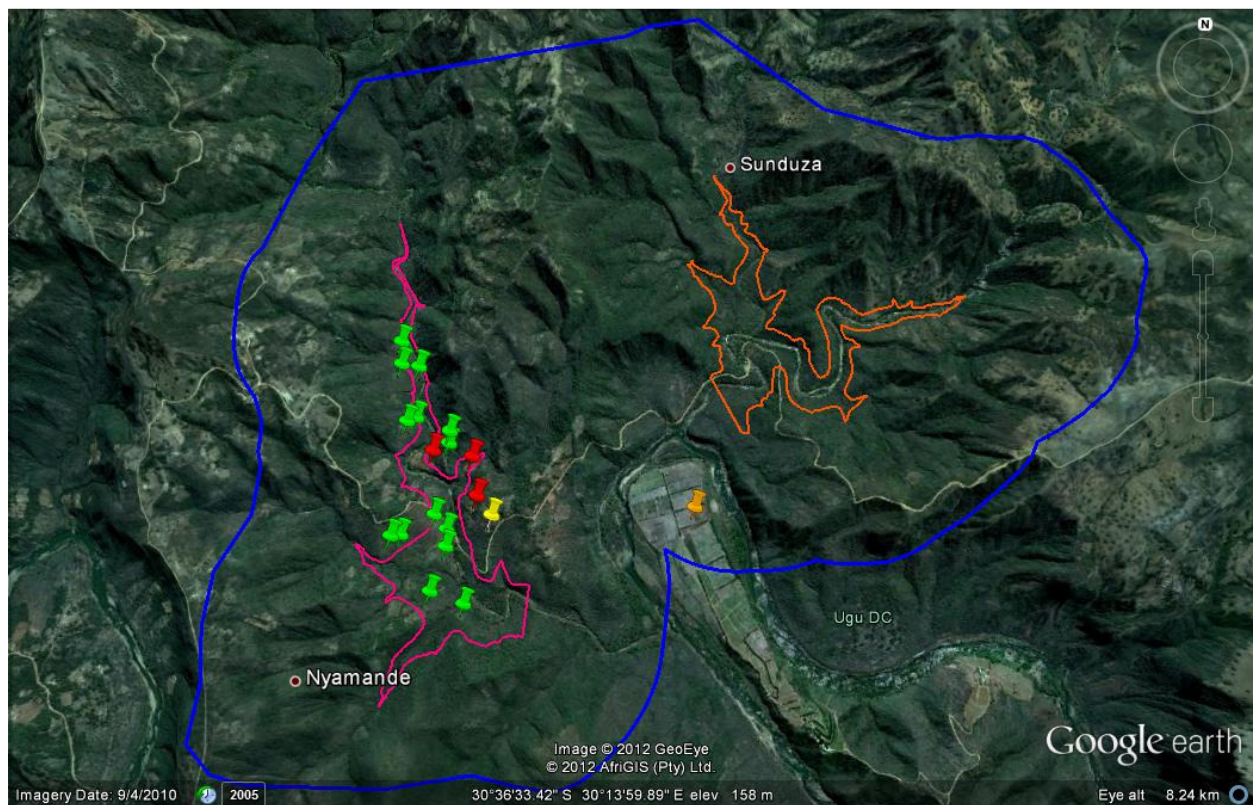 N
Sunduza
Ugu DC
Nyamande
Image © 2012 GeoEye
© 2012 AfriGIS (Pty) Ltd.
Google earth
Imagery Date: 9/4/2010 2005 30°36'33.42" S 30°13'59.89" E elev 158 m Eye alt 8.24 km